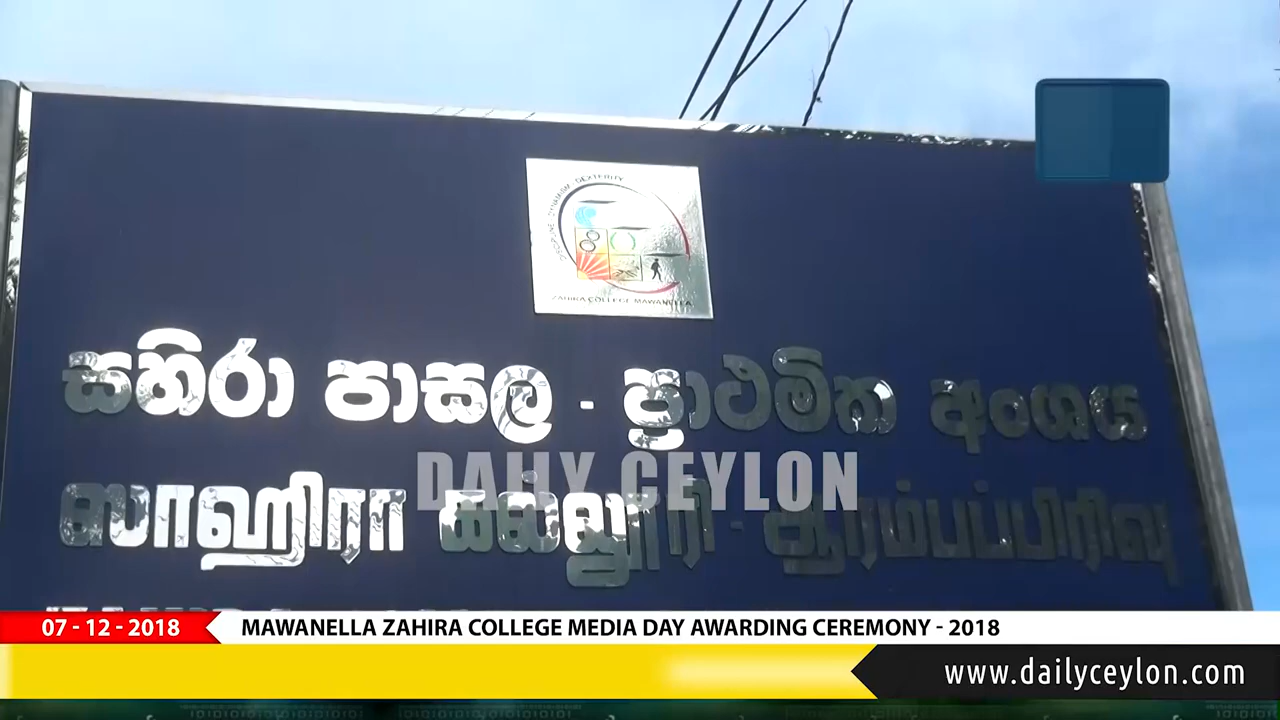 DISCIPLINE - DYNAMISM - DEXTERITY
ZAHIRA COLLEGE MAWANELLA
සහිරා පාසල - ප්‍රාථමික අංශය
DAILY CEYLON
ஸாஹிரா கல்லூரி - ஆரம்பப்பிரிவு
07 - 12 - 2018
MAWANELLA ZAHIRA COLLEGE MEDIA DAY AWARDING CEREMONY - 2018
www.dailyceylon.com